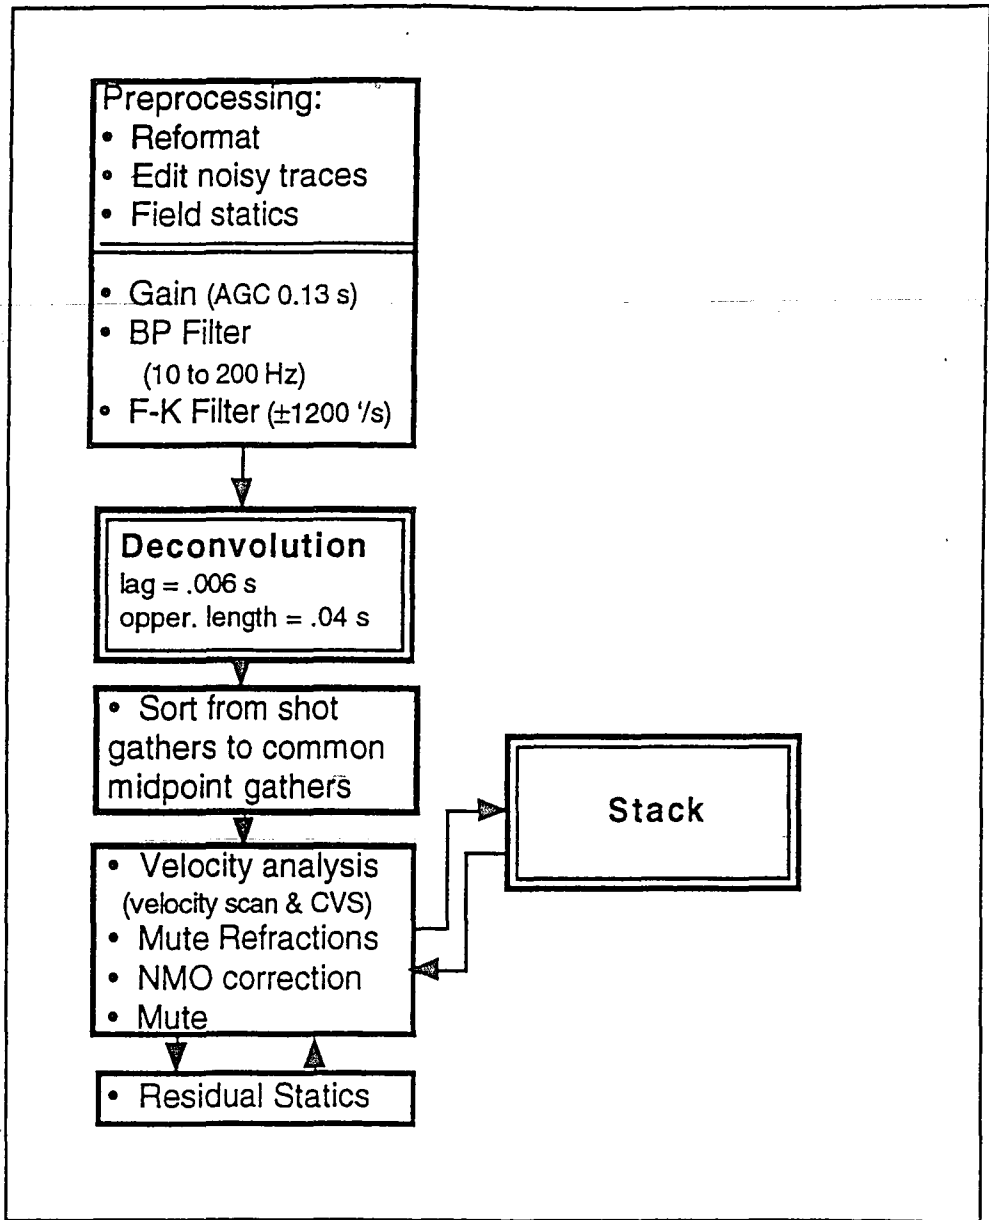 Preprocessing:
• Reformat
• Edit noisy traces
• Field statics
• Gain (AGC 0.13 s)
• BP Filter
(10 to 200 Hz)
• F-K Filter (±1200 '/s)
Deconvolution
lag = .006 s
opper. length = .04 s
• Sort from shot
gathers to common
midpoint gathers
Stack
• Velocity analysis
(velocity scan & CVS)
• Mute Refractions
• NMO correction
• Mute
• Residual Statics